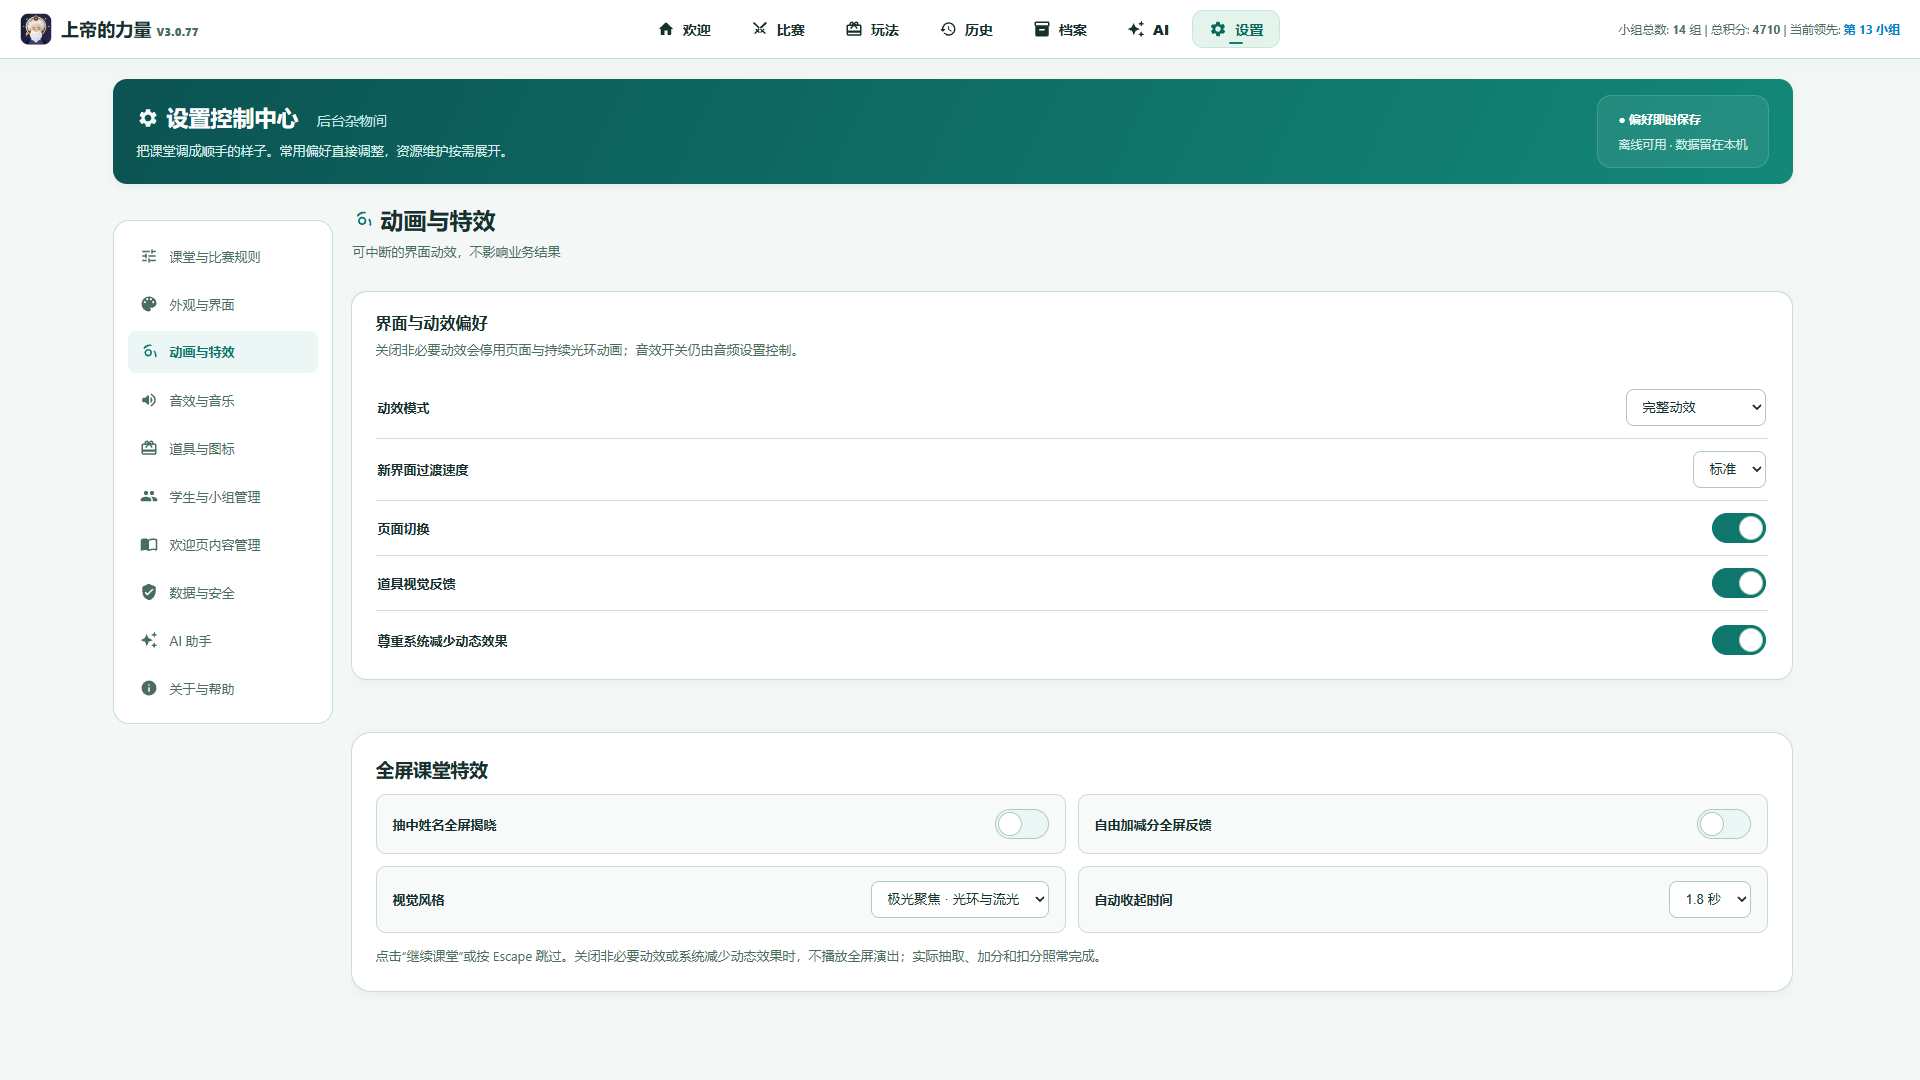 上帝的力量 V3.0.77
欢迎
比赛
玩法
历史
档案
AI
设置
小组总数: 14 组 | 总积分: 4710 | 当前领先: 第 13 小组
设置控制中心 后台杂物间
把课堂调成顺手的样子。常用偏好直接调整，资源维护按需展开。
● 偏好即时保存
离线可用 · 数据留在本机
课堂与比赛规则
外观与界面
动画与特效
音效与音乐
道具与图标
学生与小组管理
欢迎页内容管理
数据与安全
AI 助手
关于与帮助
动画与特效
可中断的界面动效，不影响业务结果
界面与动效偏好
关闭非必要动效会停用页面与持续光环动画；音效开关仍由音频设置控制。
动效模式
完整动效
新界面过渡速度
标准
页面切换
道具视觉反馈
尊重系统减少动态效果
全屏课堂特效
抽中姓名全屏揭晓
自由加减分全屏反馈
视觉风格
极光聚焦 · 光环与流光
自动收起时间
1.8 秒
点击“继续课堂”或按 Escape 跳过。关闭非必要动效或系统减少动态效果时，不播放全屏演出；实际抽取、加分和扣分照常完成。